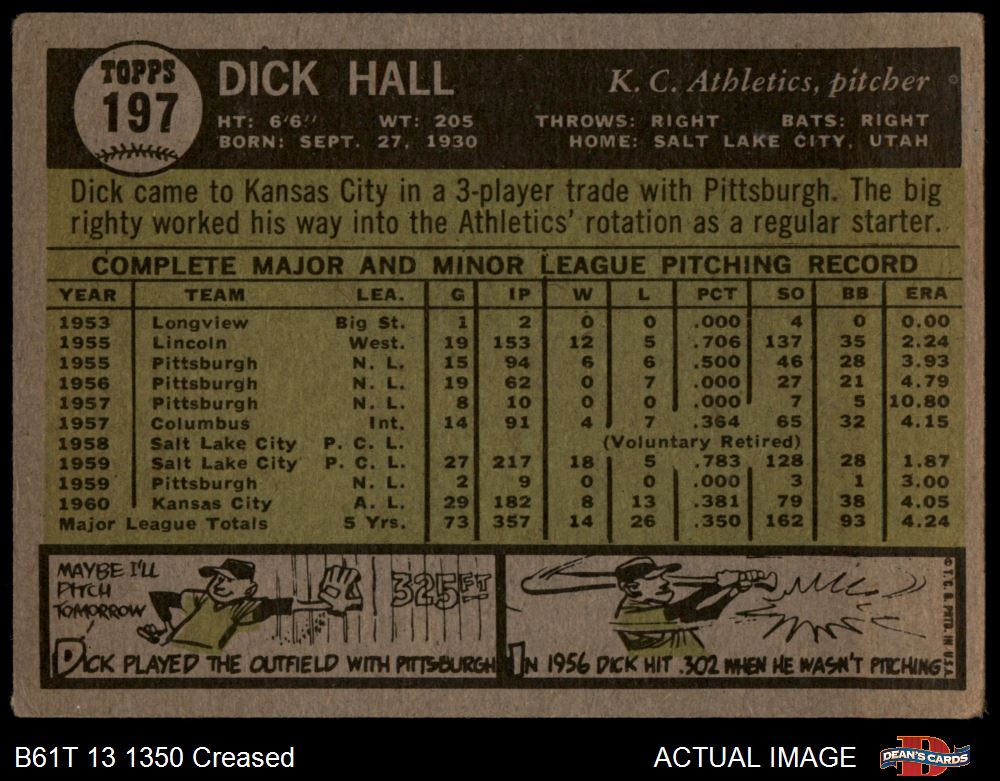 TOPPS
197
DICK HALL
K. C. Athletics, pitcher
HT: 6'6" WT: 205 THROWS: RIGHT BATS: RIGHT
BORN: SEPT. 27, 1930 HOME: SALT LAKE CITY, UTAH
Dick came to Kansas City in a 3-player trade with Pittsburgh. The big
righty worked his way into the Athletics' rotation as a regular starter.
COMPLETE MAJOR AND MINOR LEAGUE PITCHING RECORD
YEAR TEAM LEA. G IP W L PCT SO BB ERA
1953 Longview Big St. 1 2 0 0 .000 4 0 0.00
1955 Lincoln West. 19 153 12 5 .706 137 35 2.24
1955 Pittsburgh N. L. 15 94 6 6 .500 46 28 3.93
1956 Pittsburgh N. L. 19 62 0 7 .000 27 21 4.79
1957 Pittsburgh N. L. 8 10 0 0 .000 7 5 10.80
1957 Columbus Int. 14 91 4 7 .364 65 32 4.15
1958 Salt Lake City P. C. L. (Voluntary Retired)
1959 Salt Lake City P. C. L. 27 217 18 5 .783 128 28 1.87
1959 Pittsburgh N. L. 2 9 0 0 .000 3 1 3.00
1960 Kansas City A. L. 29 182 8 13 .381 79 38 4.05
Major League Totals 5 Yrs. 73 357 14 26 .350 162 93 4.24
MAYBE I'LL
PITCH
TOMORROW
!
325 FT
DICK PLAYED THE OUTFIELD WITH PITTSBURGH
IN 1956 DICK HIT .302 WHEN HE WASN'T PITCHING
© T.C.G. PRTD. IN U.S.A.
B61T 13 1350 Creased
ACTUAL IMAGE
DEAN'S CARDS